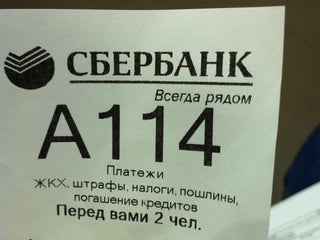 СБЕРБАНК
Всегда рядом
А114
Платежи
ЖКХ, штрафы, налоги, пошлины,
погашение кредитов
Перед вами 2 чел.